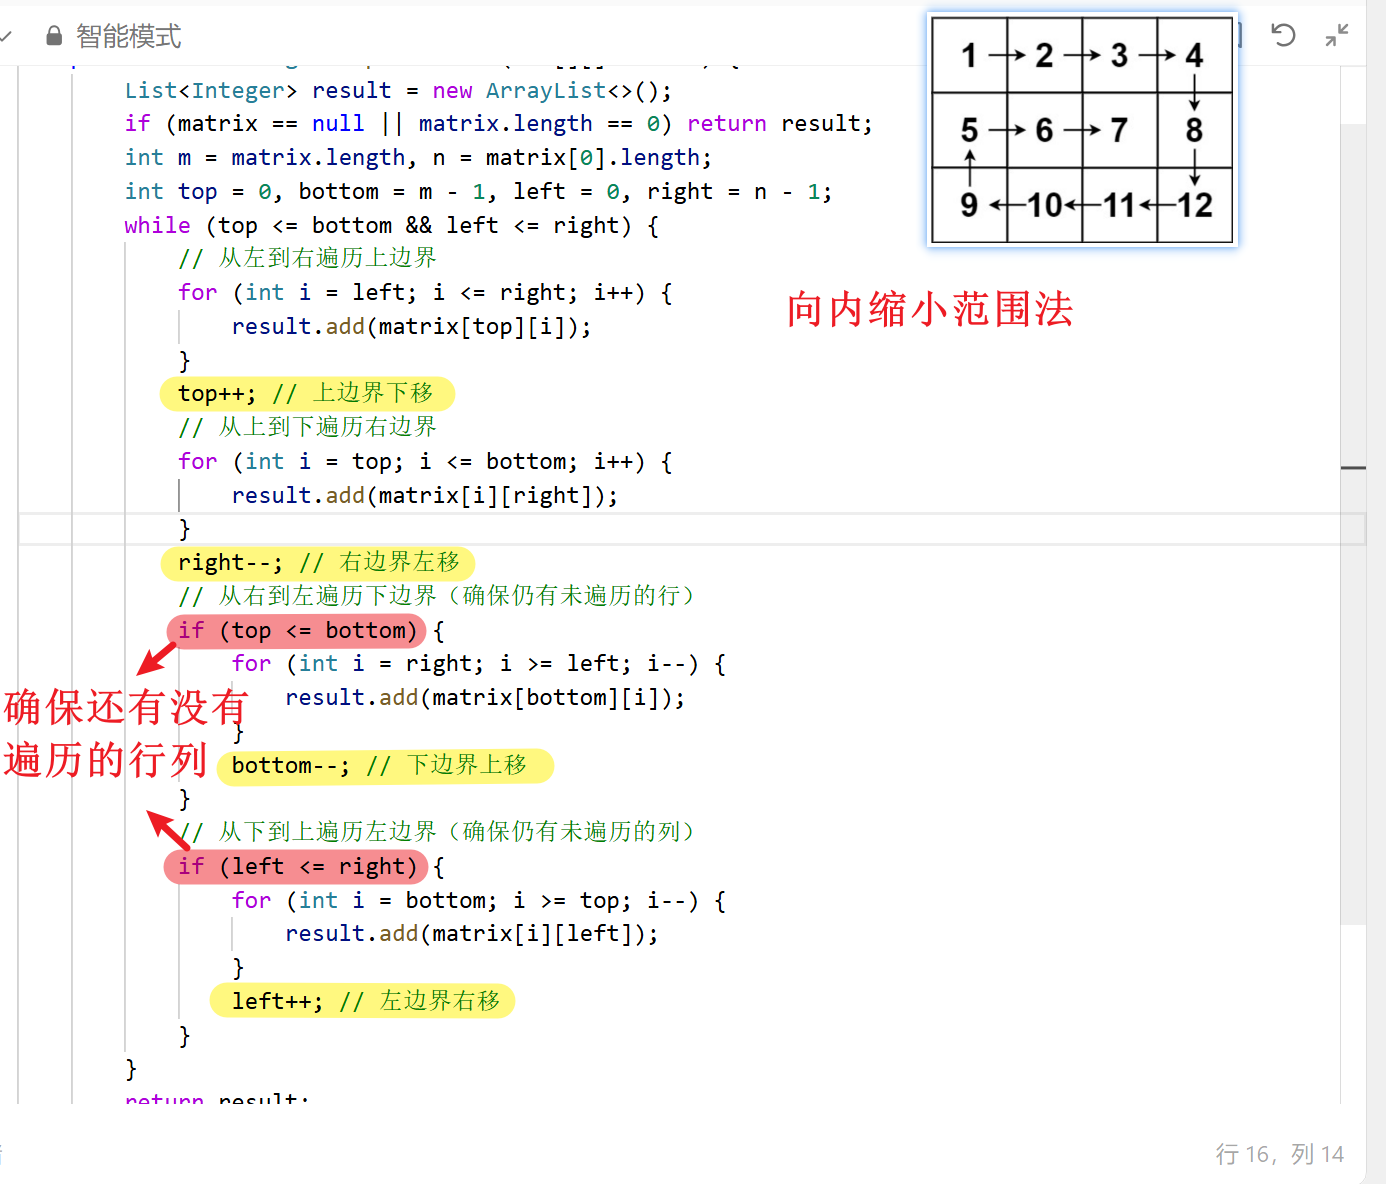 智能模式
List<Integer> result = new ArrayList<>();
if (matrix == null || matrix.length == 0) return result;
int m = matrix.length, n = matrix[0].length;
int top = 0, bottom = m - 1, left = 0, right = n - 1;
while (top <= bottom && left <= right) {
// 从左到右遍历上边界
for (int i = left; i <= right; i++) {
result.add(matrix[top][i]);
}
top++; // 上边界下移
// 从上到下遍历右边界
for (int i = top; i <= bottom; i++) {
result.add(matrix[i][right]);
}
right--; // 右边界左移
// 从右到左遍历下边界（确保仍有未遍历的行）
if (top <= bottom) {
for (int i = right; i >= left; i--) {
result.add(matrix[bottom][i]);
}
bottom--; // 下边界上移
}
// 从下到上遍历左边界（确保仍有未遍历的列）
if (left <= right) {
for (int i = bottom; i >= top; i--) {
result.add(matrix[i][left]);
}
left++; // 左边界右移
}
}
return result;
1 → 2 → 3 → 4
5 → 6 → 7 8
9 ← 10 ← 11 ← 12
向内缩小范围法
确保还有没有
遍历的行列
行 16, 列 14